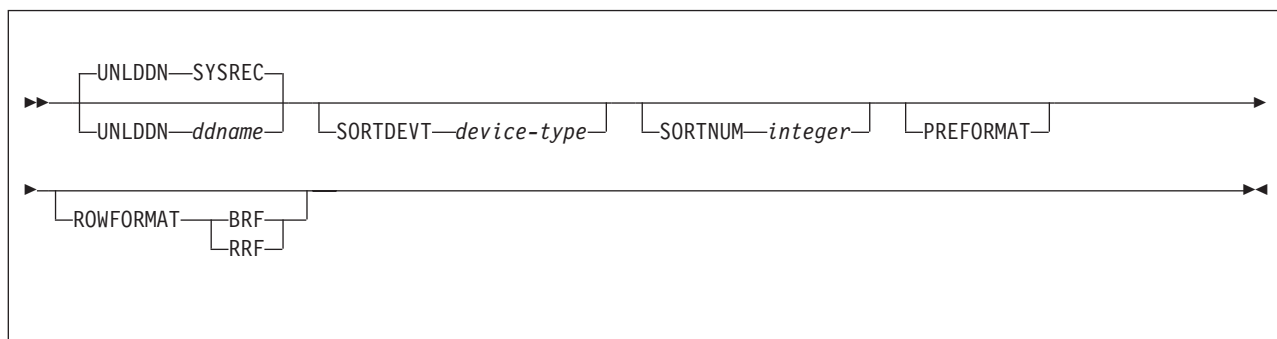 UNLDDN SYSREC
UNLDDN ddname
SORTDEVT device-type
SORTNUM integer
PREFORMAT
ROWFORMAT BRF
RRF